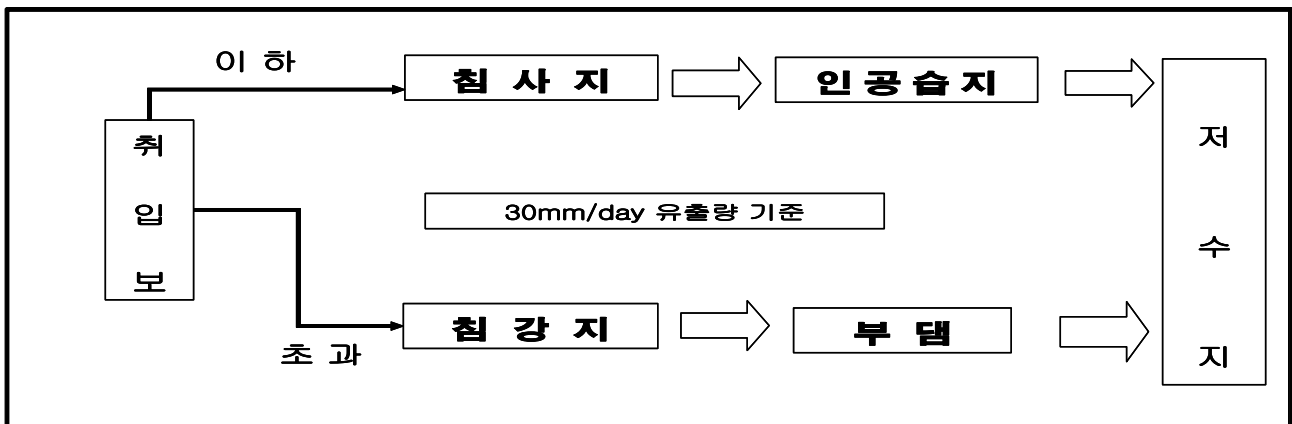 이 하
침 사 지
인 공 습 지
취 입 보
저 수 지
30mm/day 유출량 기준
침 강 지
부 댐
초 과